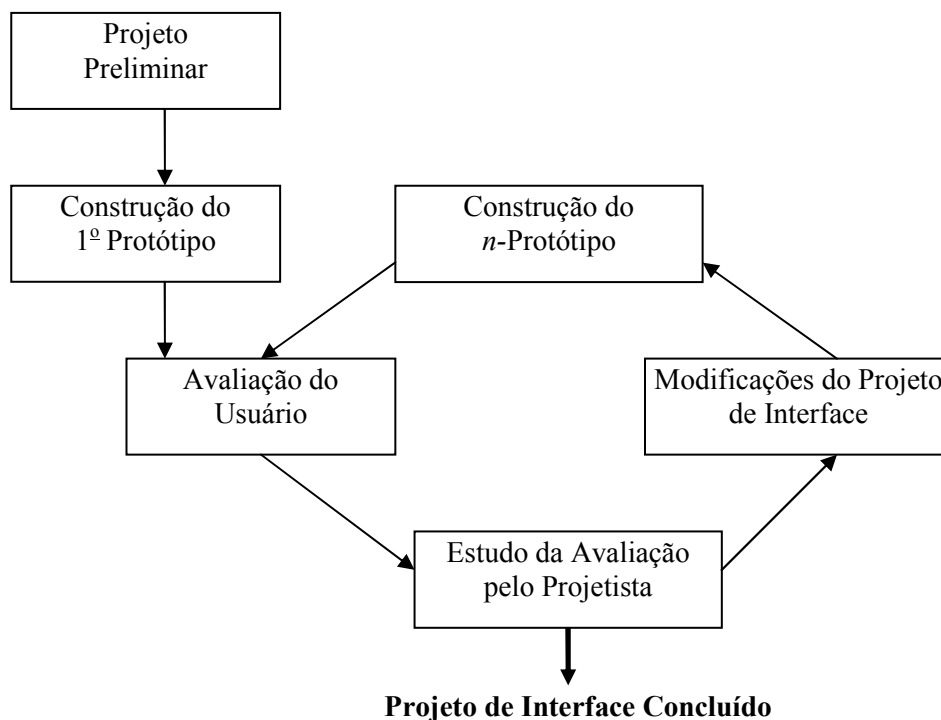 Projeto
Preliminar
Construção do
1º Protótipo
Construção do
n-Protótipo
Avaliação do
Usuário
Modificações do Projeto
de Interface
Estudo da Avaliação
pelo Projetista
Projeto de Interface Concluído